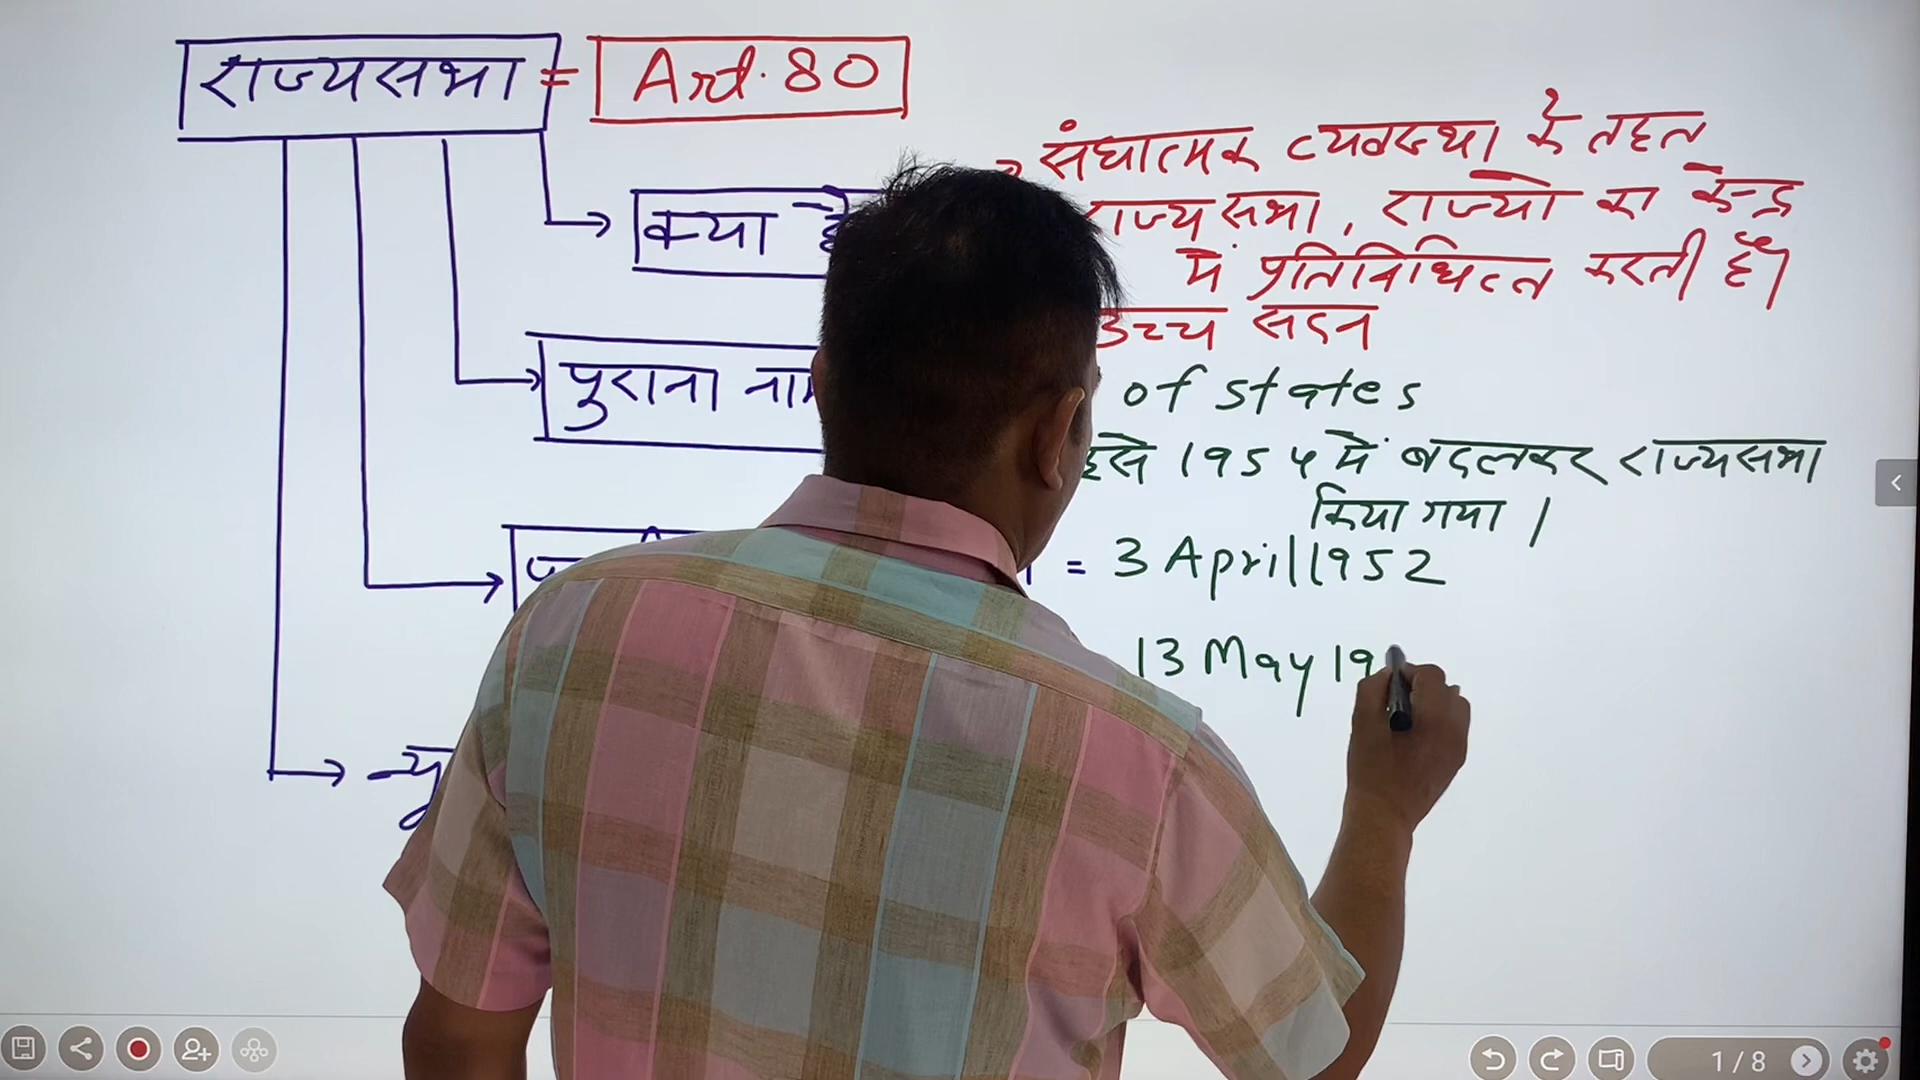 राज्यसभा = Art. 80
संघात्मक व्यवस्था के तहत
राज्यसभा, राज्यो का केन्द्र
में प्रतिनिधित्व करती है।
क्या है
उच्च सदन
पुराना नाम
of states
इसे 1954 में बदलकर राज्यसभा
किया गया।
= 3 April 1952
13 May 19
1/8